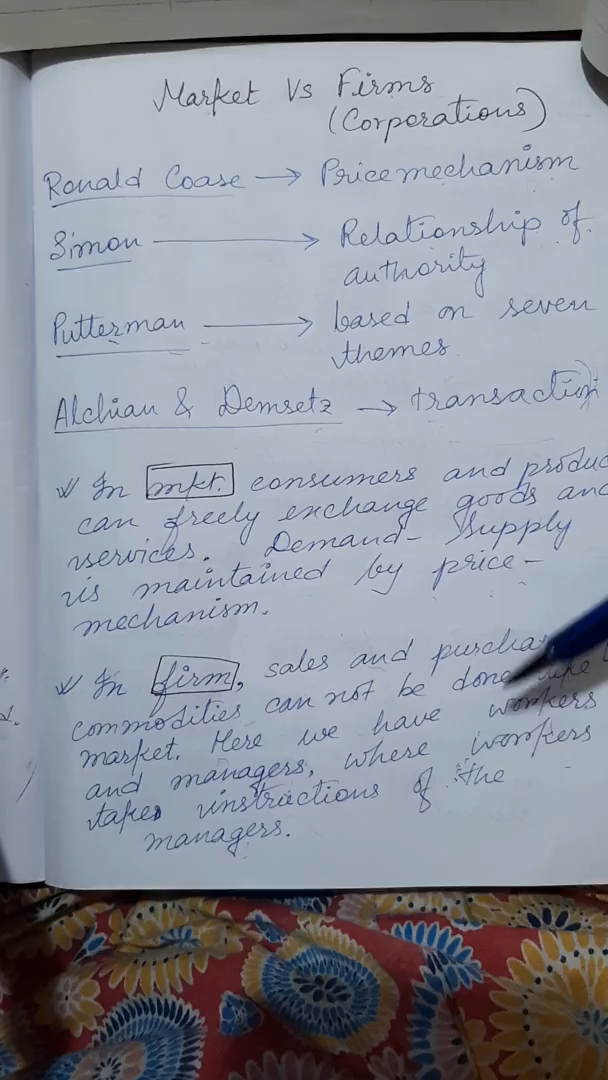 Market Vs Firms
(Corporations)
Ronald Coase → Price mechanism
Simon → Relationship of
authority
Putterman → based on seven
themes
Alchian & Demsetz → transaction
In mkt. consumers and produc
can freely exchange goods and
services. Demand - Supply
is maintained by price-
mechanism.
In firm, sales and purcha
commodities can not be done
market. Here we have workers
and managers, where workers
take instructions of the
managers.